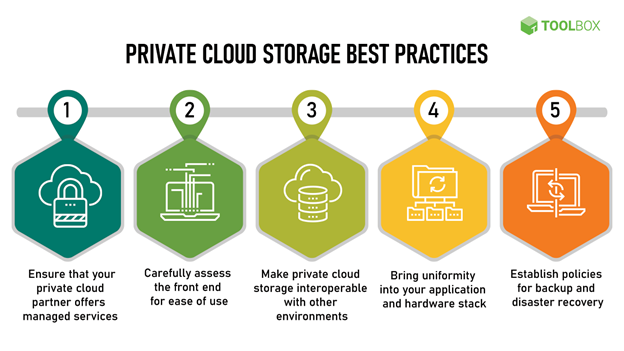 TOOLBOX
PRIVATE CLOUD STORAGE BEST PRACTICES
1
2
3
4
5
Ensure that your
private cloud
partner offers
managed services
Carefully assess
the front end
for ease of use
Make private cloud
storage interoperable
with other
environments
Bring uniformity
into your application
and hardware stack
Establish policies
for backup and
disaster recovery